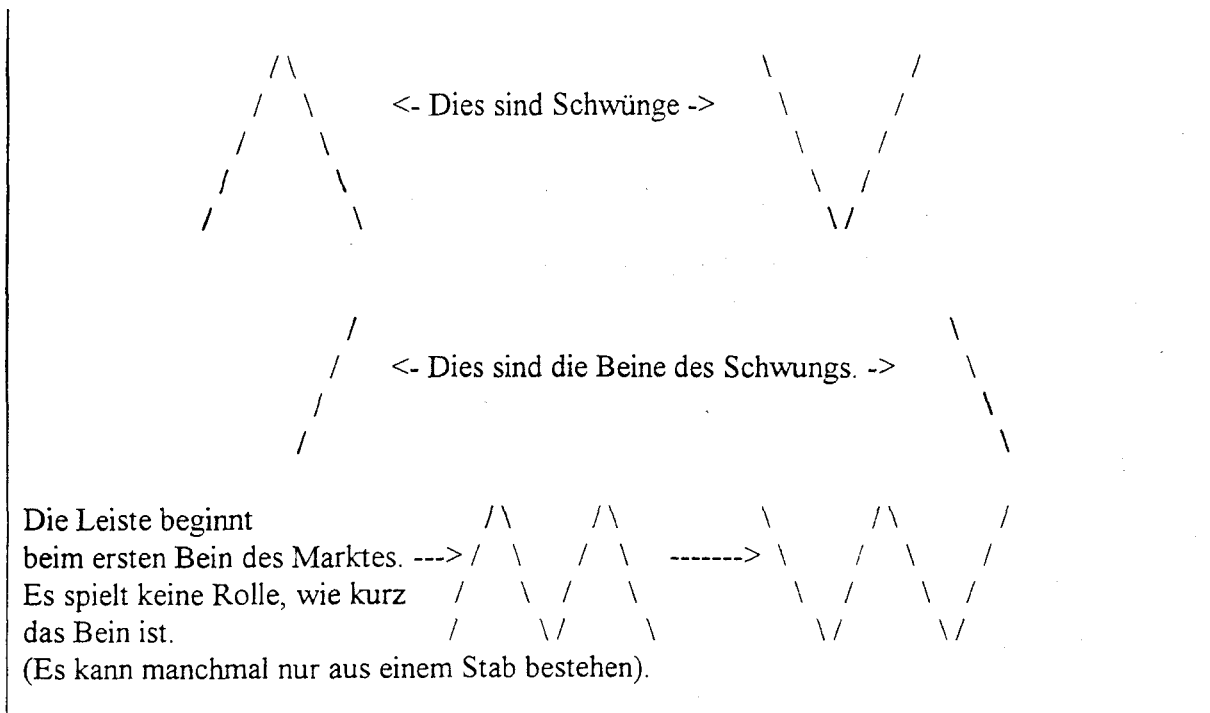 <- Dies sind Schwünge ->
<- Dies sind die Beine des Schwungs. ->
Die Leiste beginnt
beim ersten Bein des Marktes. ---> ------->
Es spielt keine Rolle, wie kurz
das Bein ist.
(Es kann manchmal nur aus einem Stab bestehen).